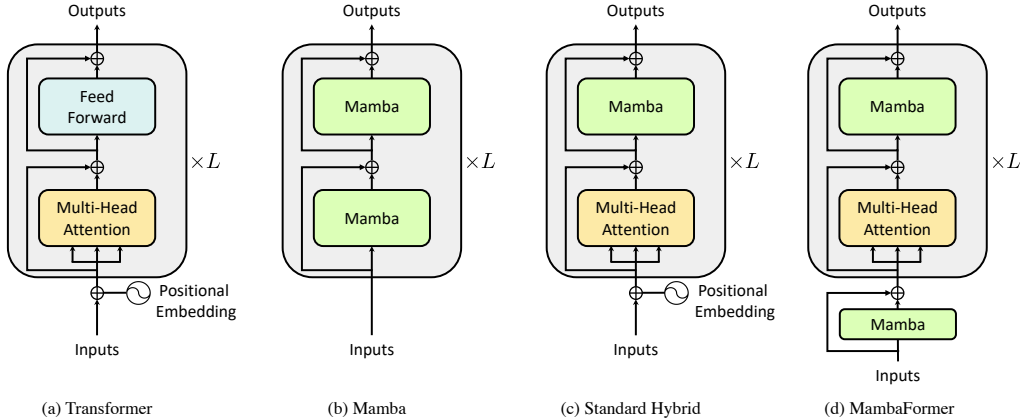 Outputs
Feed
Forward
Multi-Head
Attention
× L
Positional
Embedding
Inputs
(a) Transformer
Outputs
Mamba
Mamba
× L
Inputs
(b) Mamba
Outputs
Mamba
Multi-Head
Attention
× L
Positional
Embedding
Inputs
(c) Standard Hybrid
Outputs
Mamba
Multi-Head
Attention
× L
Mamba
Inputs
(d) MambaFormer